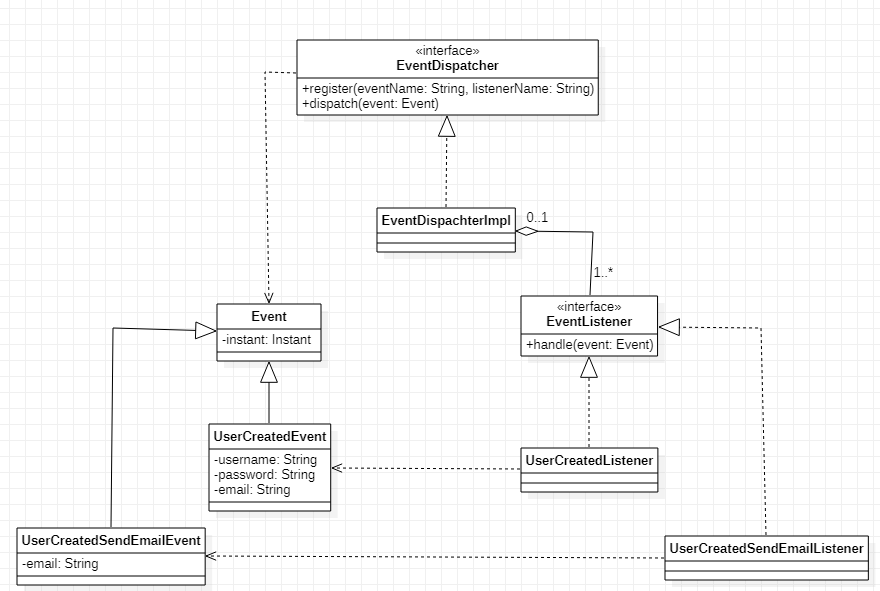 «interface»
EventDispatcher
+register(eventName: String, listenerName: String)
+dispatch(event: Event)
EventDispachterImpl
0..1
1..*
Event
-instant: Instant
«interface»
EventListener
+handle(event: Event)
UserCreatedEvent
-username: String
-password: String
-email: String
UserCreatedListener
UserCreatedSendEmailEvent
-email: String
UserCreatedSendEmailListener